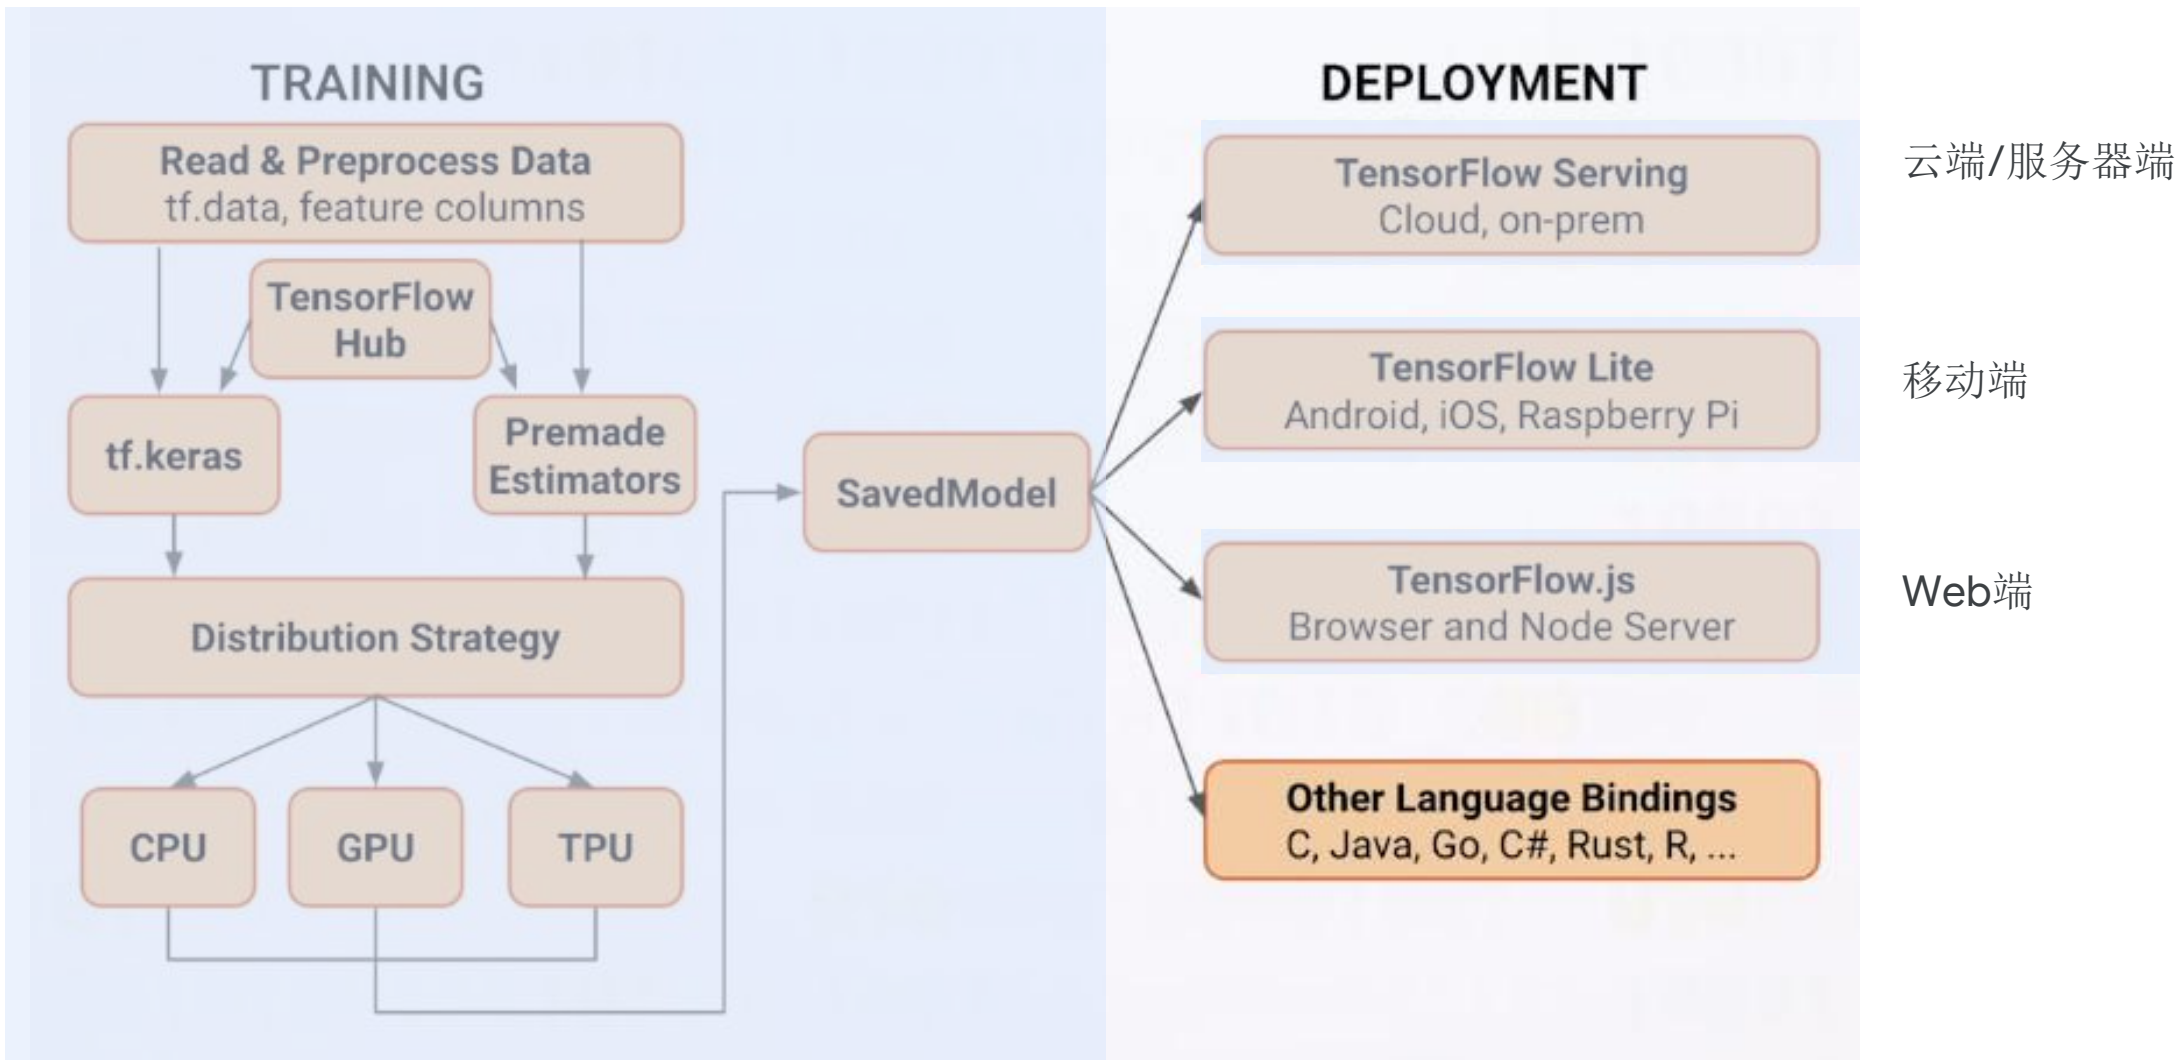 TRAINING
Read & Preprocess Data
tf.data, feature columns
TensorFlow
Hub
tf.keras
Premade
Estimators
Distribution Strategy
CPU
GPU
TPU
SavedModel
DEPLOYMENT
TensorFlow Serving
Cloud, on-prem
云端/服务器端
TensorFlow Lite
Android, iOS, Raspberry Pi
移动端
TensorFlow.js
Browser and Node Server
Web端
Other Language Bindings
C, Java, Go, C#, Rust, R, ...